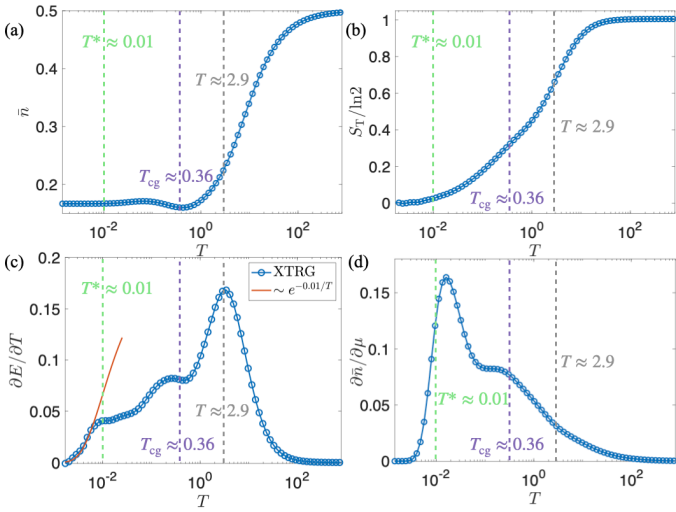 (a)
n̄
0.5
0.4
0.3
0.2
T* ≈ 0.01
T ≈ 2.9
T_cg ≈ 0.36
10^-2
10^0
10^2
T
(b)
S_T/ln2
1
0.8
0.6
0.4
0.2
0
T* ≈ 0.01
T ≈ 2.9
T_cg ≈ 0.36
10^-2
10^0
10^2
T
(c)
∂E/∂T
0.2
0.15
0.1
0.05
0
T* ≈ 0.01
XTRG
~ e^-0.01/T
T ≈ 2.9
T_cg ≈ 0.36
10^-2
10^0
10^2
T
(d)
∂n̄/∂μ
0.15
0.10
0.05
0
T ≈ 2.9
T* ≈ 0.01
T_cg ≈ 0.36
10^-2
10^0
10^2
T